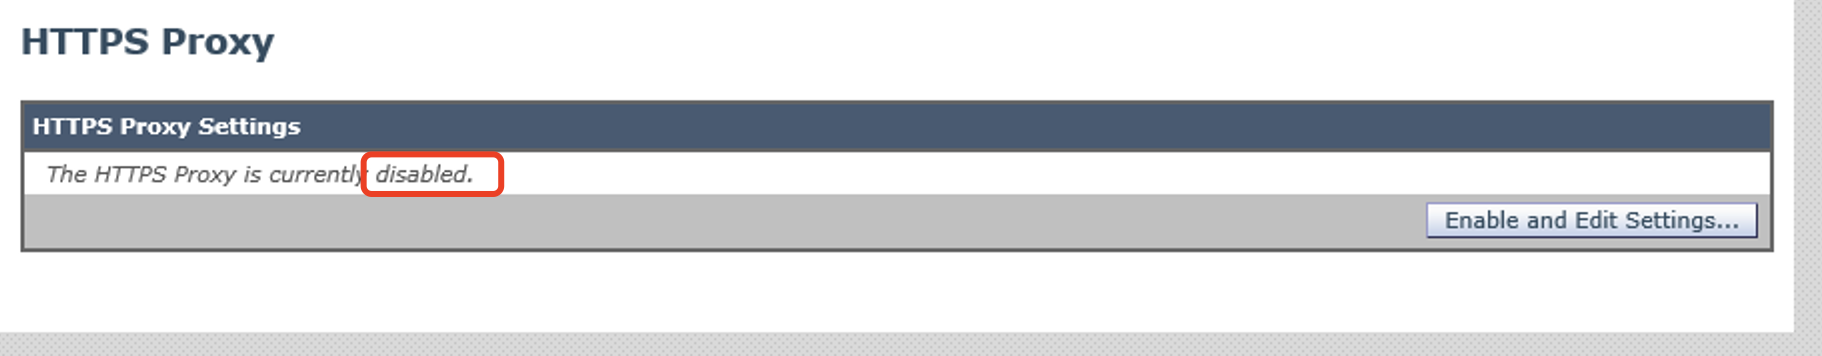 HTTPS Proxy
HTTPS Proxy Settings
The HTTPS Proxy is currently disabled.
Enable and Edit Settings...